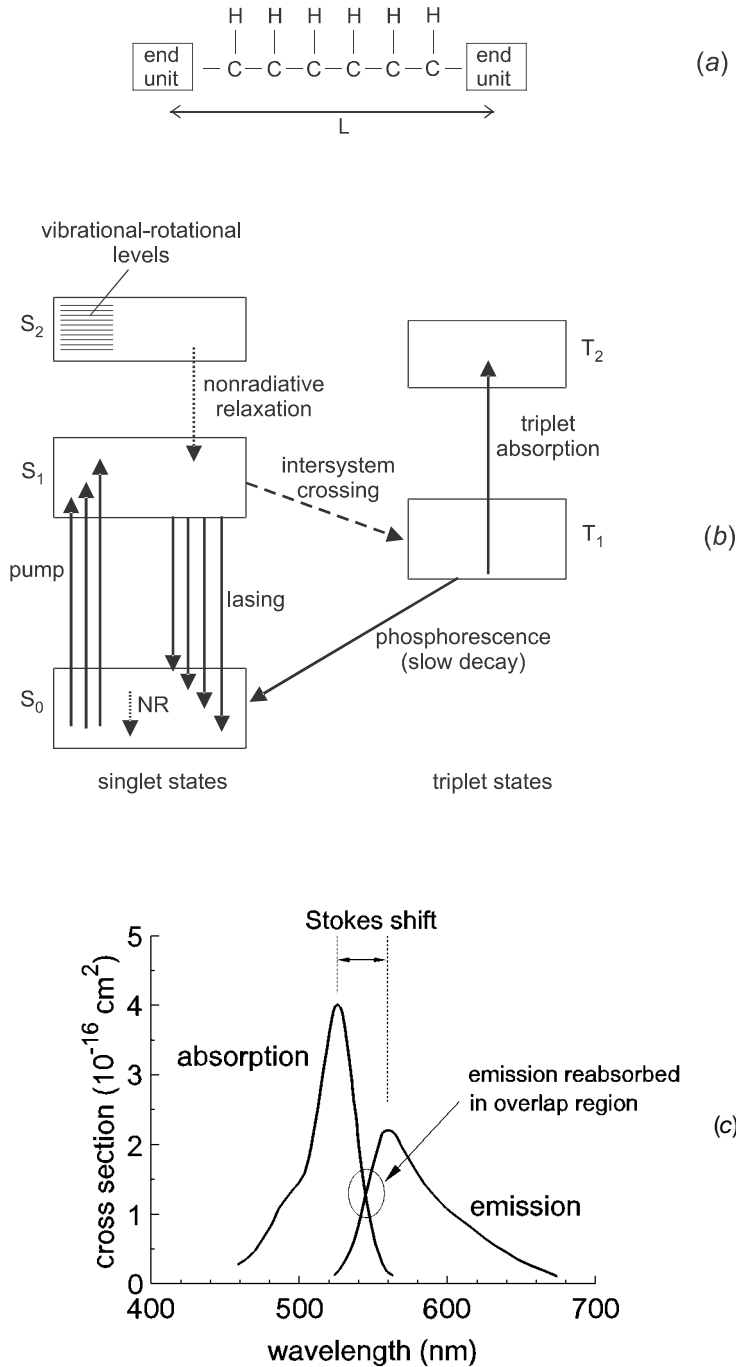 H H H H H H
end unit — C — C — C — C — C — C — end unit
(a)
L
vibrational-rotational
levels
S2
T2
nonradiative
relaxation
triplet
absorption
S1
intersystem
crossing
T1
(b)
pump
lasing
phosphorescence
(slow decay)
S0
NR
singlet states
triplet states
Stokes shift
5
4
3
2
1
0
cross section (10-16 cm2)
absorption
emission reabsorbed
in overlap region
(c)
emission
400 500 600 700
wavelength (nm)